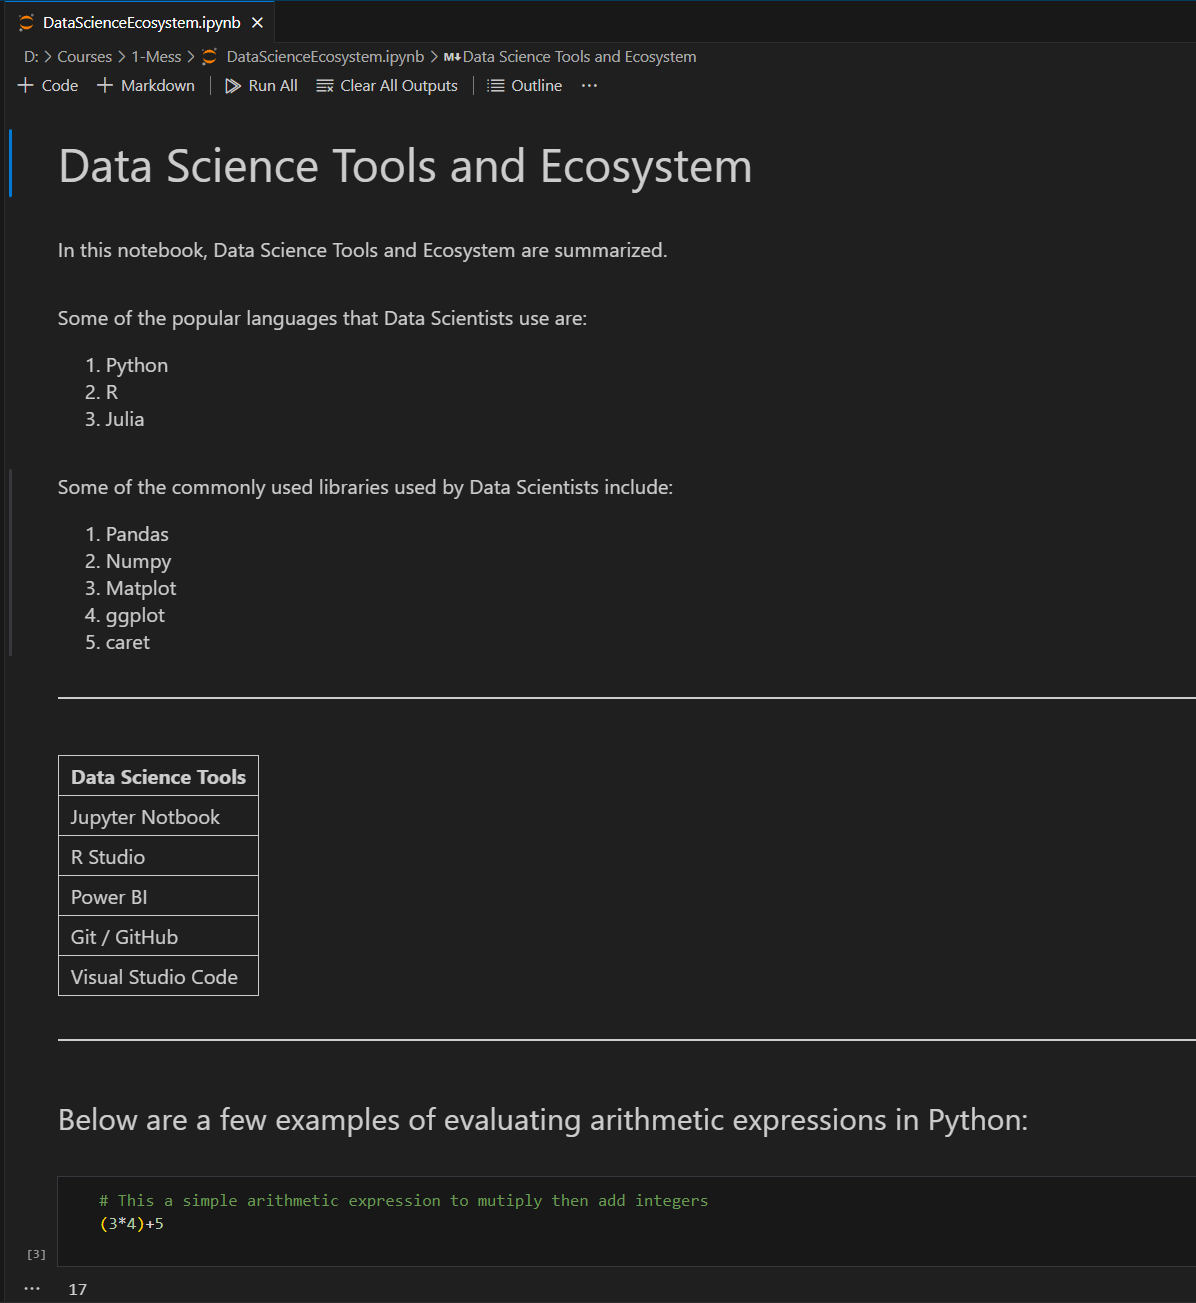 DataScienceEcosystem.ipynb
D: > Courses > 1-Mess > DataScienceEcosystem.ipynb > M↓Data Science Tools and Ecosystem
+ Code + Markdown | Run All Clear All Outputs | Outline ...
Data Science Tools and Ecosystem
In this notebook, Data Science Tools and Ecosystem are summarized.
Some of the popular languages that Data Scientists use are:
1. Python
2. R
3. Julia
Some of the commonly used libraries used by Data Scientists include:
1. Pandas
2. Numpy
3. Matplot
4. ggplot
5. caret
Data Science Tools
Jupyter Notbook
R Studio
Power BI
Git / GitHub
Visual Studio Code
Below are a few examples of evaluating arithmetic expressions in Python:
# This a simple arithmetic expression to mutiply then add integers
(3*4)+5
[3]
... 17